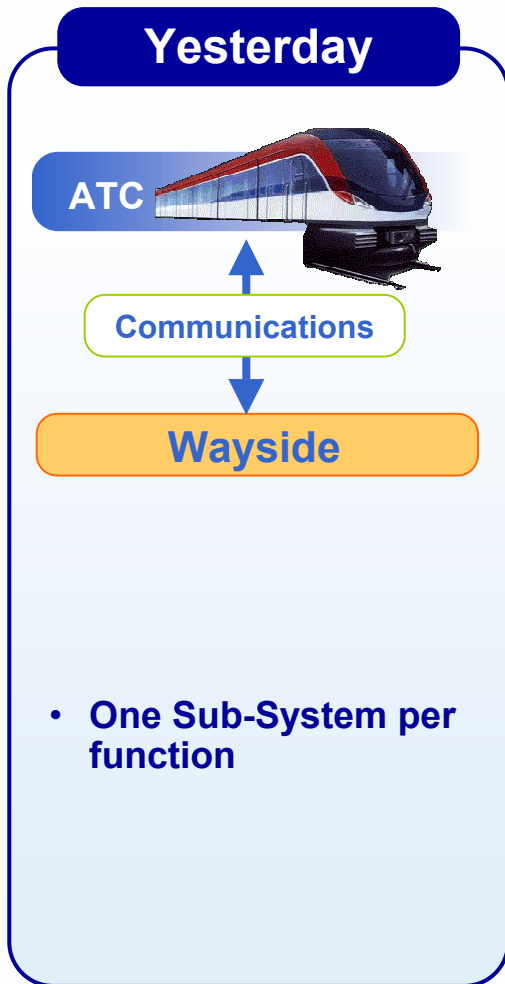 Yesterday
ATC
Communications
Wayside
• One Sub-System per
function